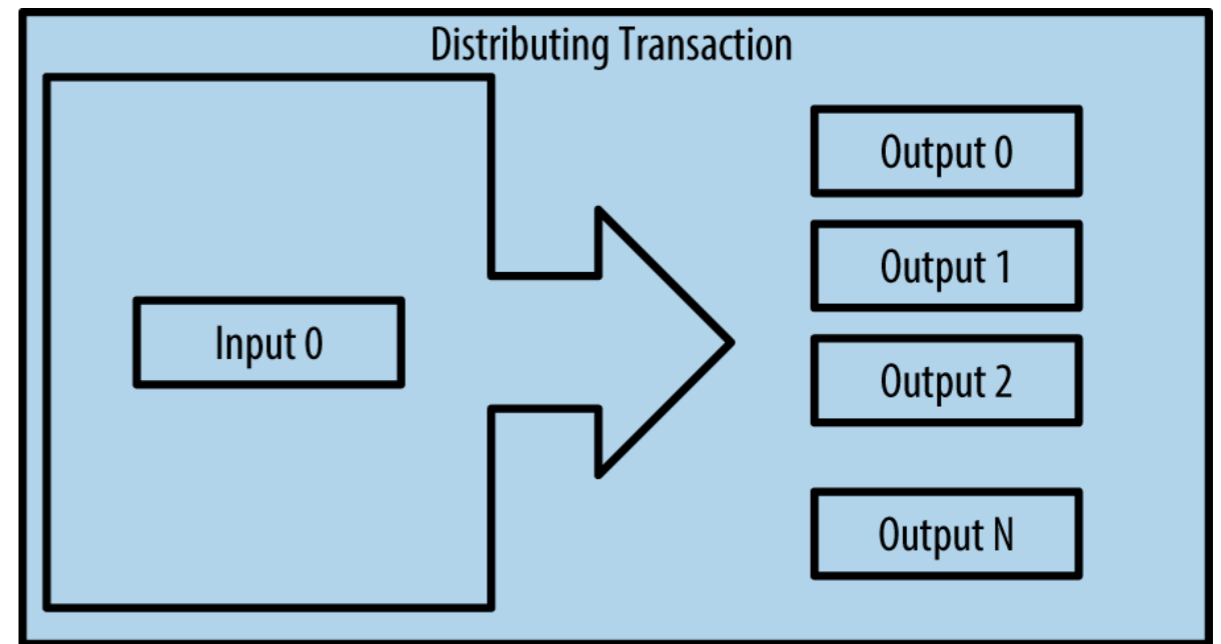 Distributing Transaction
Input 0
Output 0
Output 1
Output 2
Output N